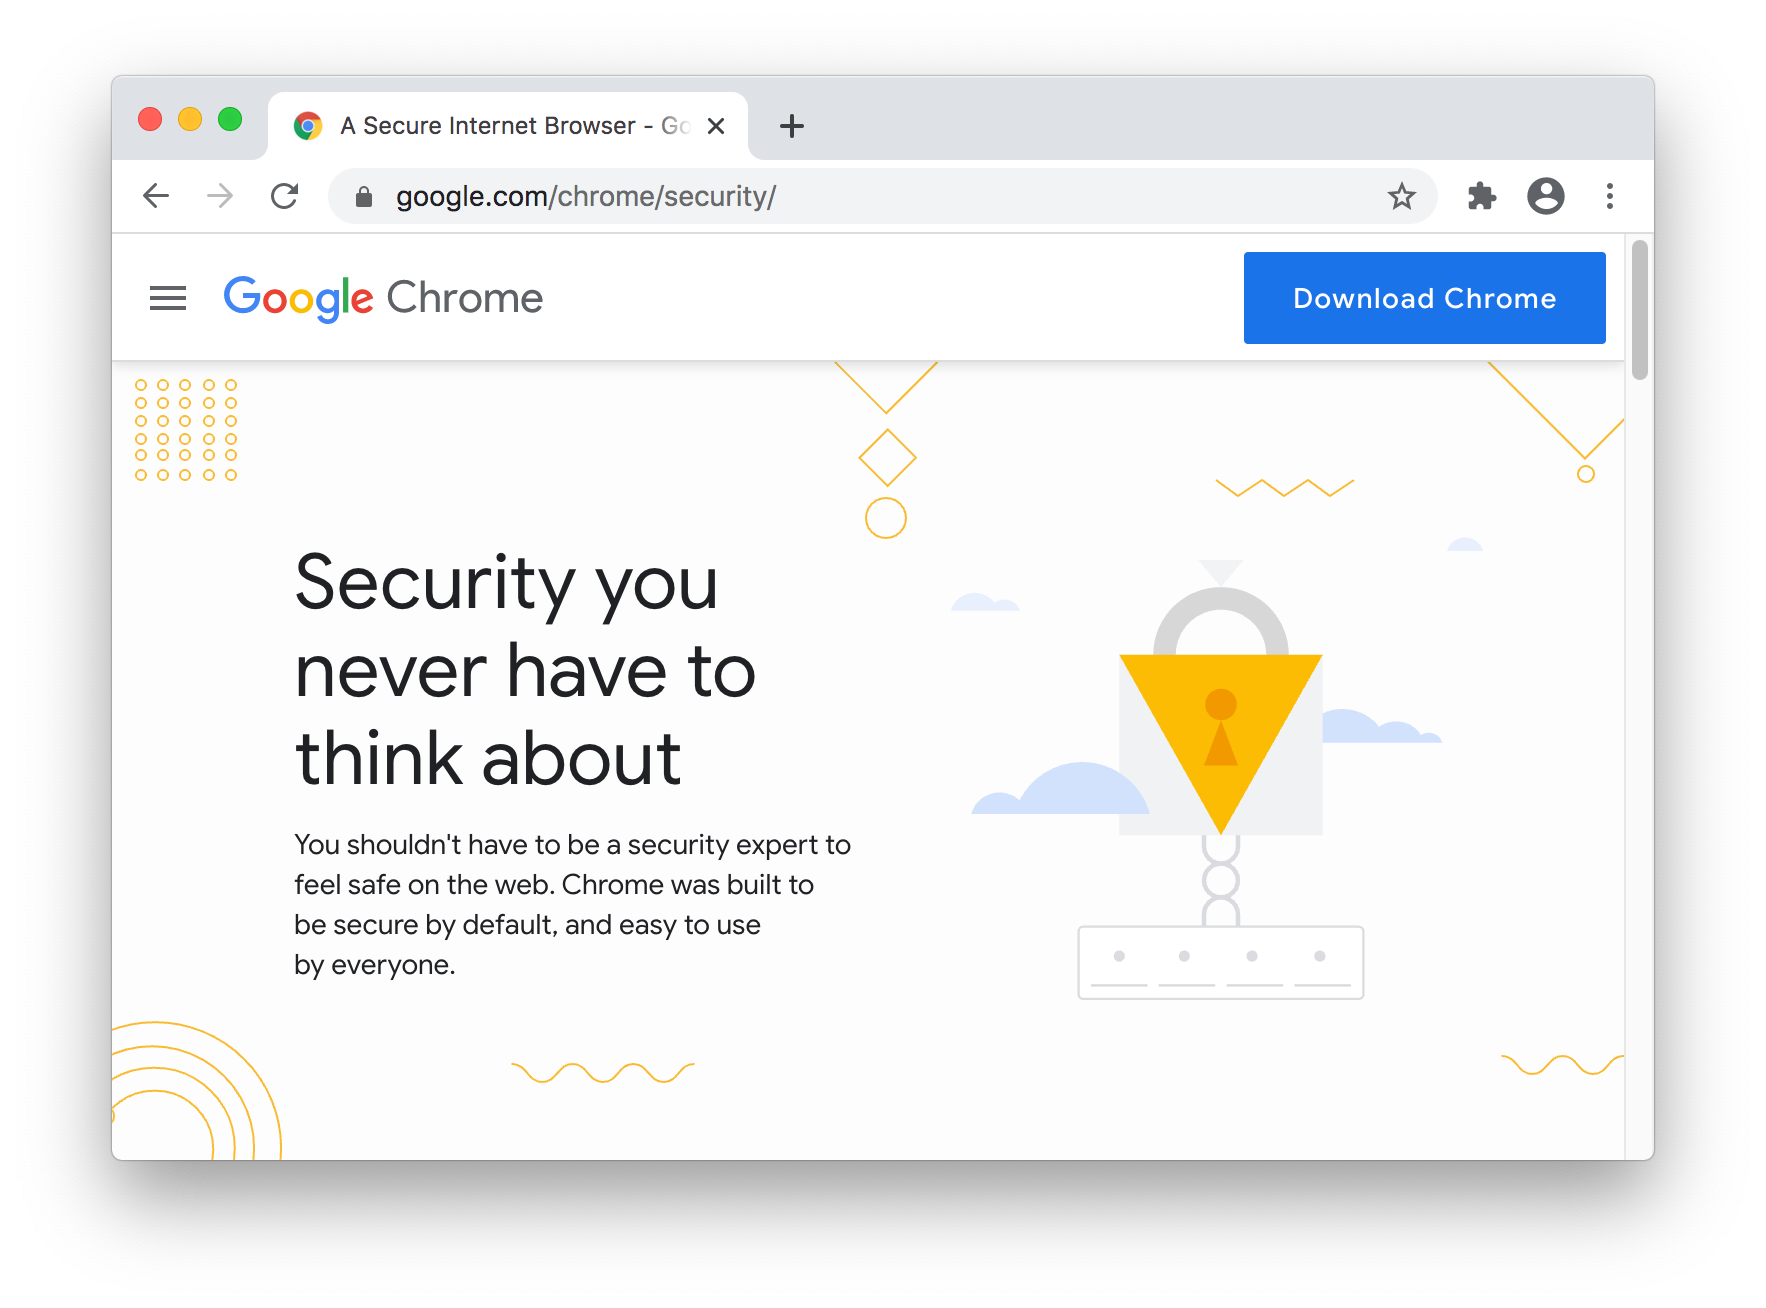 A Secure Internet Browser - Go
google.com/chrome/security/
Google Chrome
Download Chrome
Security you
never have to
think about
You shouldn't have to be a security expert to
feel safe on the web. Chrome was built to
be secure by default, and easy to use
by everyone.